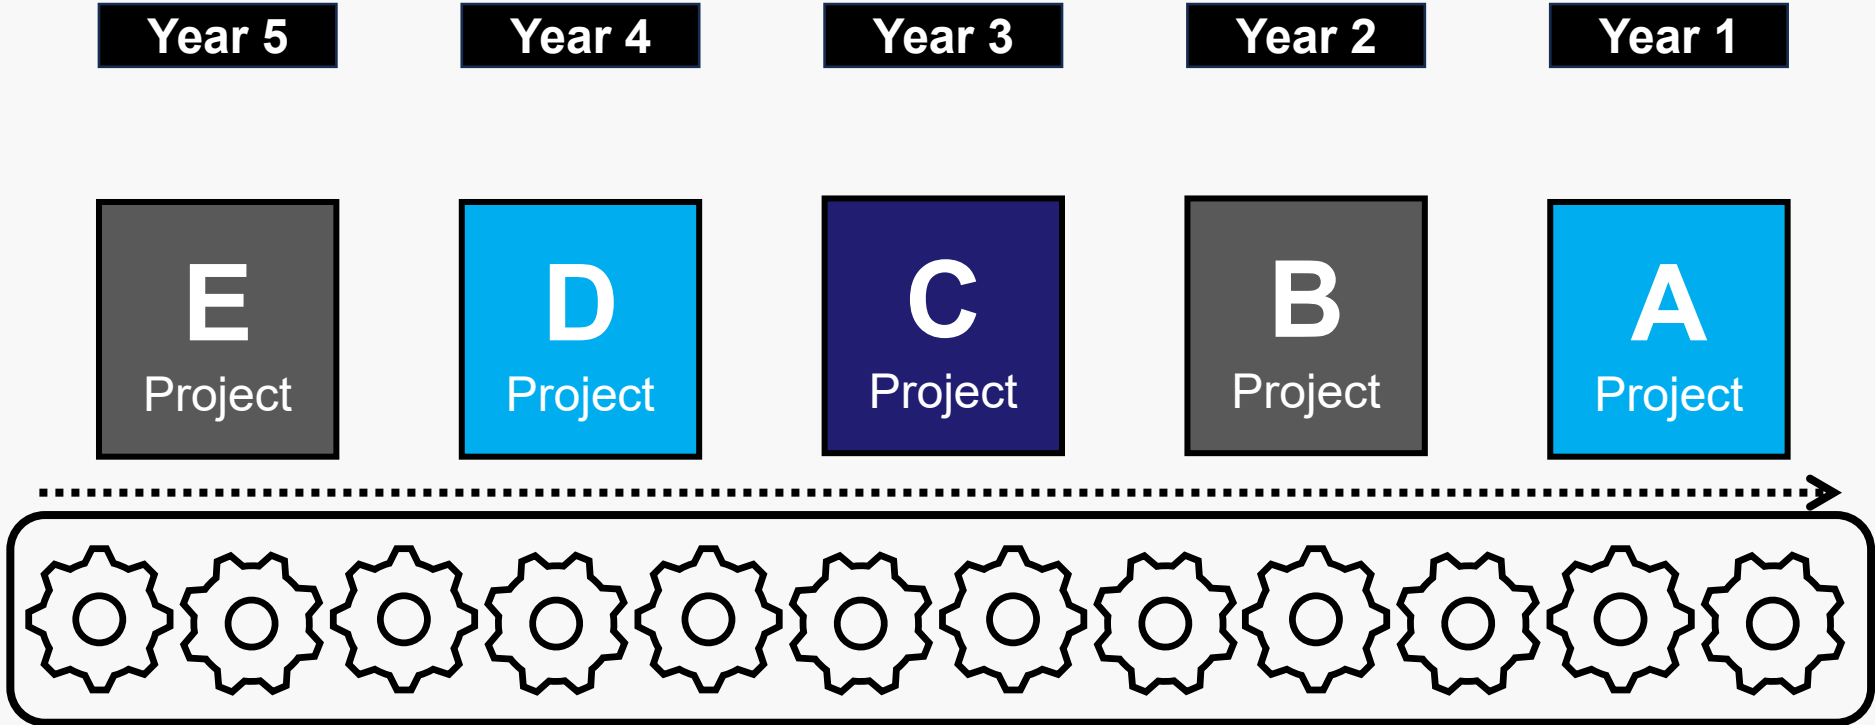 Year 5
Year 4
Year 3
Year 2
Year 1
E
Project
D
Project
C
Project
B
Project
A
Project